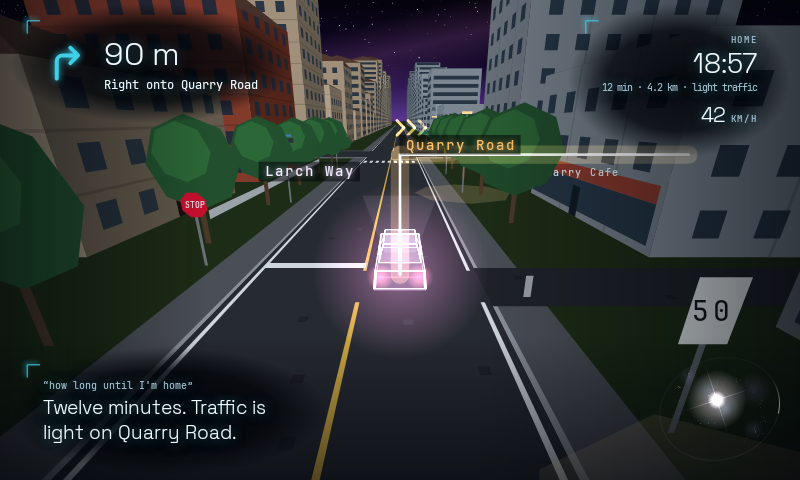 90 m
Right onto Quarry Road
HOME
18:57
12 min · 4.2 km · light traffic
42 KM/H
Quarry Road
Larch Way
arry Cafe
STOP
50
“how long until I'm home”
Twelve minutes. Traffic is
light on Quarry Road.